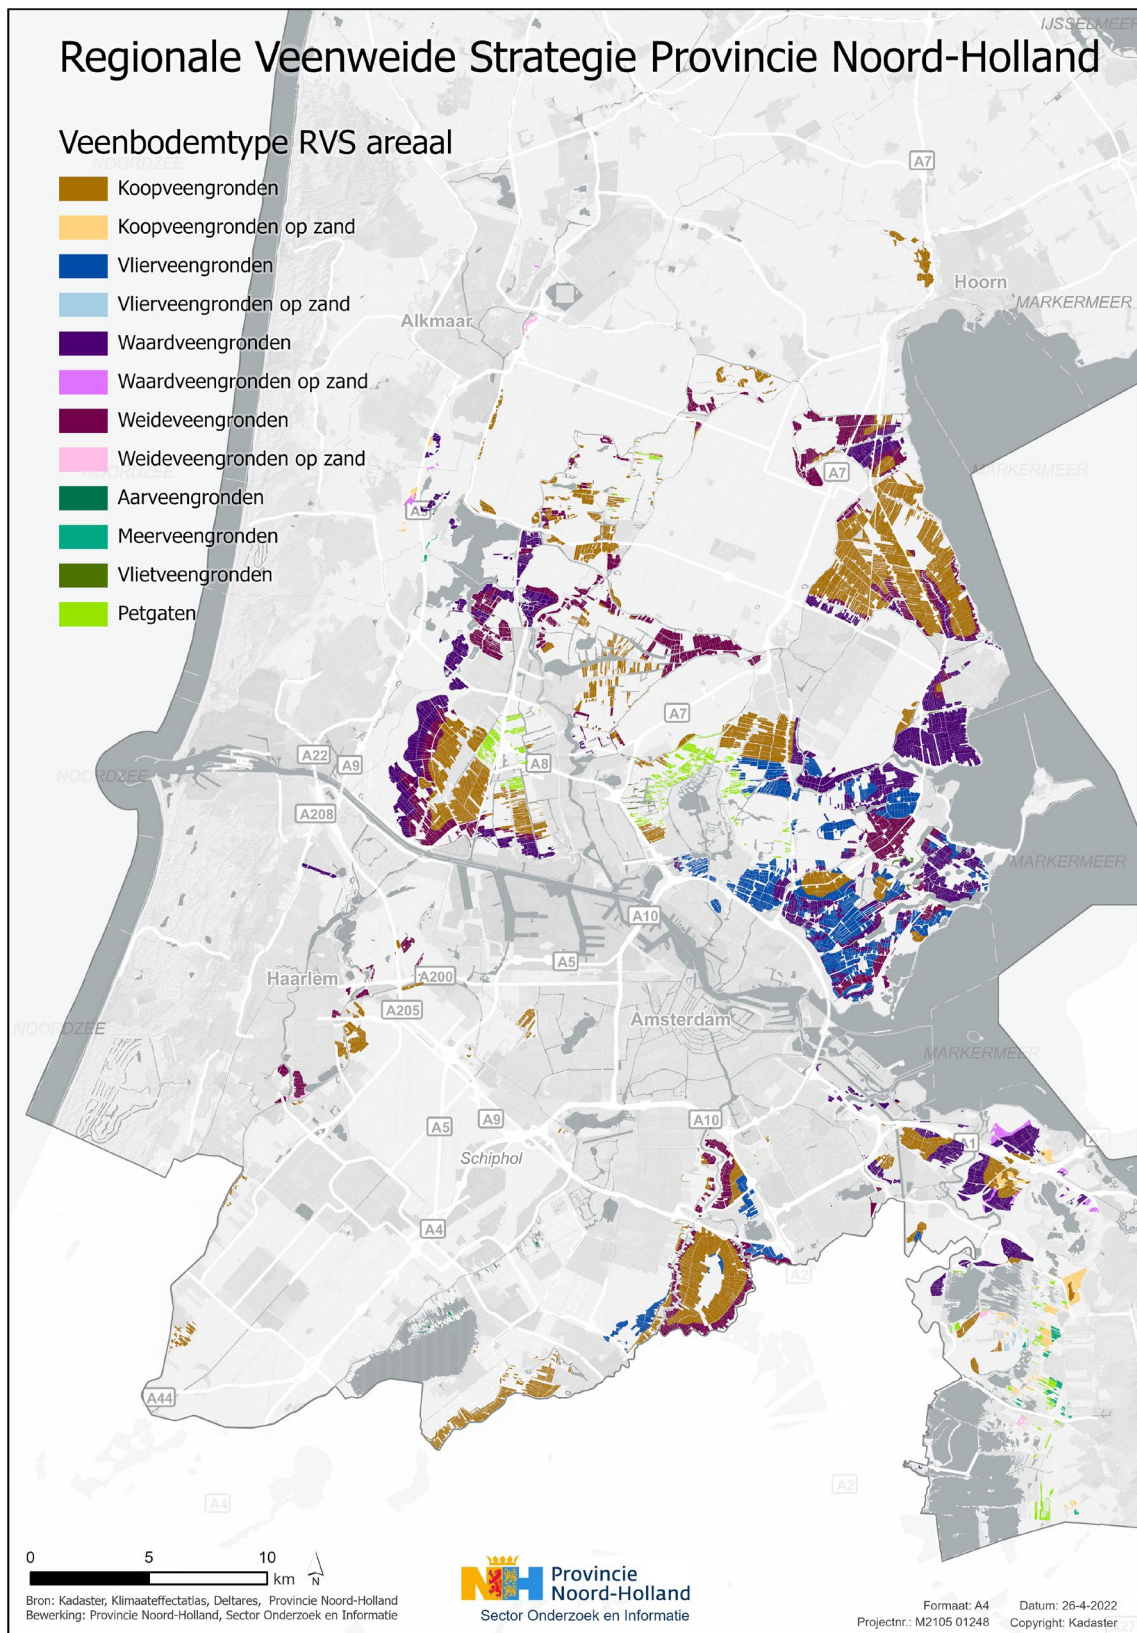 IJSSELMEER
Regionale Veenweide Strategie Provincie Noord-Holland
Veenbodemtype RVS areaal
NOORDZEE
Koopveengronden
Koopveengronden op zand
Vlierveengronden
Vlierveengronden op zand
Waardveengronden
Waardveengronden op zand
Weideveengronden
Weideveengronden op zand
NOORDZEE
Aarveengronden
Meerveengronden
Vlietveengronden
Petgaten
A7
Hoorn
MARKERMEER
Alkmaar
MARKERMEER
A7
A9
A7
A22
A9
A8
NOORDZEE
A208
MARKERMEER
A10
A5
Haarlem
A200
A205
Amsterdam
NOORDZEE
MARKERMEER
A5
A9
A10
A1
A6
Schiphol
A4
A2
A44
A2
A4
0 5 10
km
N
Bron: Kadaster, Klimaateffectatlas, Deltares, Provincie Noord-Holland
Bewerking: Provincie Noord-Holland, Sector Onderzoek en Informatie
NH
Provincie
Noord-Holland
Sector Onderzoek en Informatie
Formaat: A4 Datum: 26-4-2022
Projectnr.: M2105 01248 Copyright: Kadaster
A27